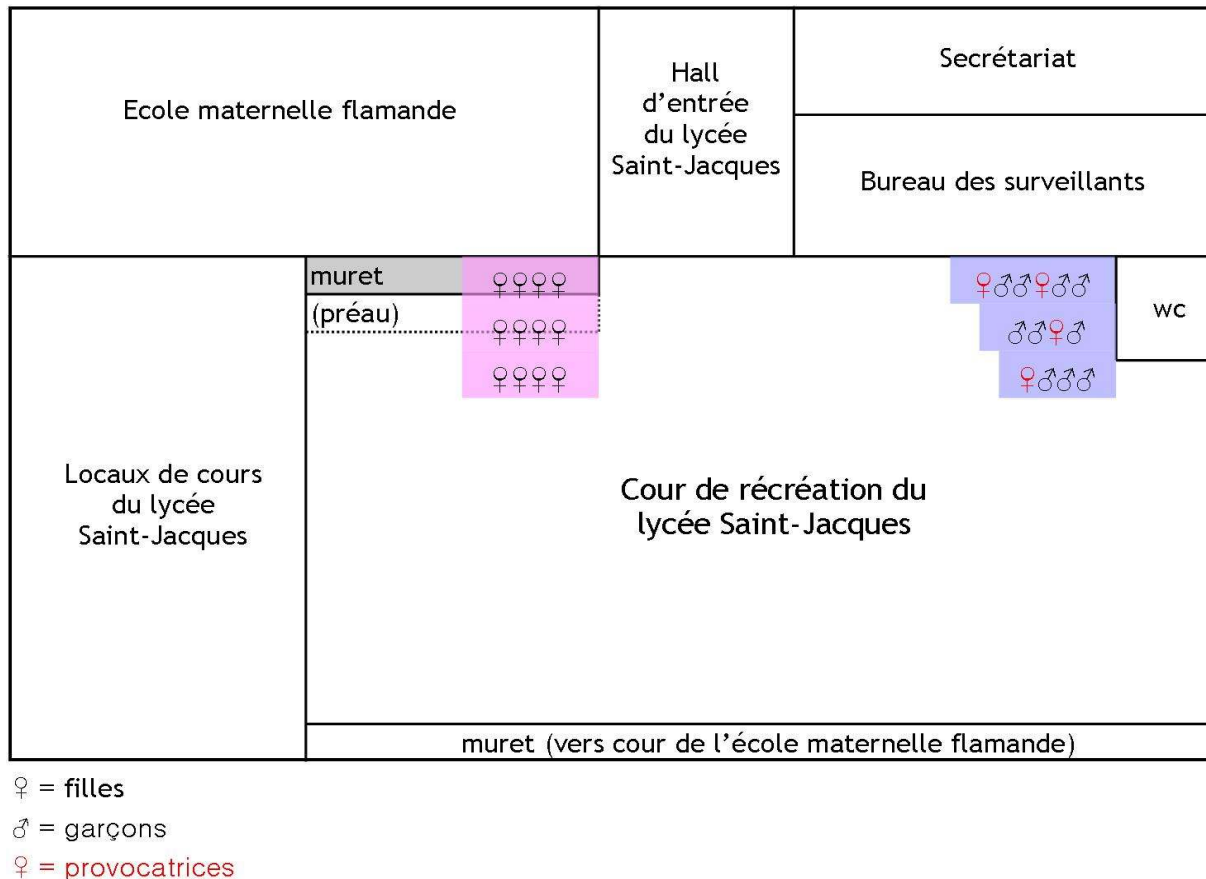 Ecole maternelle flamande
Hall
d'entrée
du lycée
Saint-Jacques
Secrétariat
Bureau des surveillants
muret
♀♀♀♀
(préau)
♀♀♀♀
♀♀♀♀
♀♂♂♀♂♂
♂♂♀♂
♀♂♂♂
wc
Locaux de cours
du lycée
Saint-Jacques
Cour de récréation du
lycée Saint-Jacques
muret (vers cour de l'école maternelle flamande)
♀ = filles
♂ = garçons
♀ = provocatrices